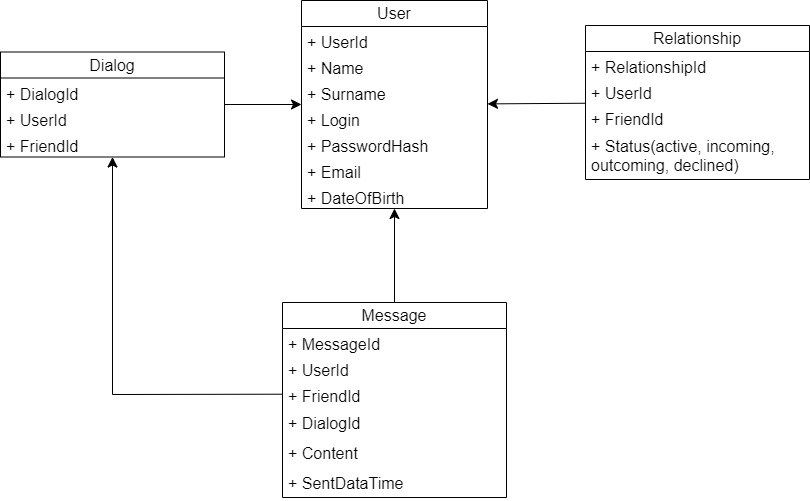 User
+ UserId
+ Name
+ Surname
+ Login
+ PasswordHash
+ Email
+ DateOfBirth
Dialog
+ DialogId
+ UserId
+ FriendId
Relationship
+ RelationshipId
+ UserId
+ FriendId
+ Status(active, incoming,
outcoming, declined)
Message
+ MessageId
+ UserId
+ FriendId
+ DialogId
+ Content
+ SentDataTime